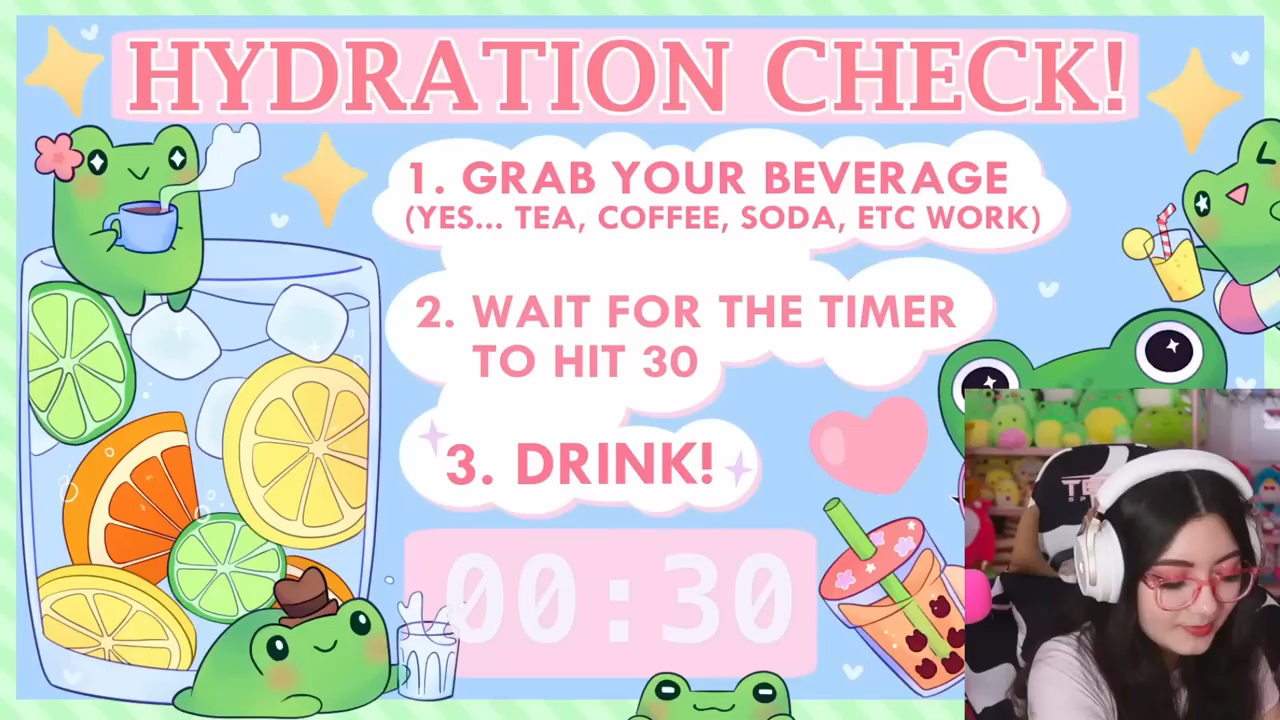 HYDRATION CHECK!
1. GRAB YOUR BEVERAGE
(YES... TEA, COFFEE, SODA, ETC WORK)
2. WAIT FOR THE TIMER
TO HIT 30
3. DRINK!
00:30